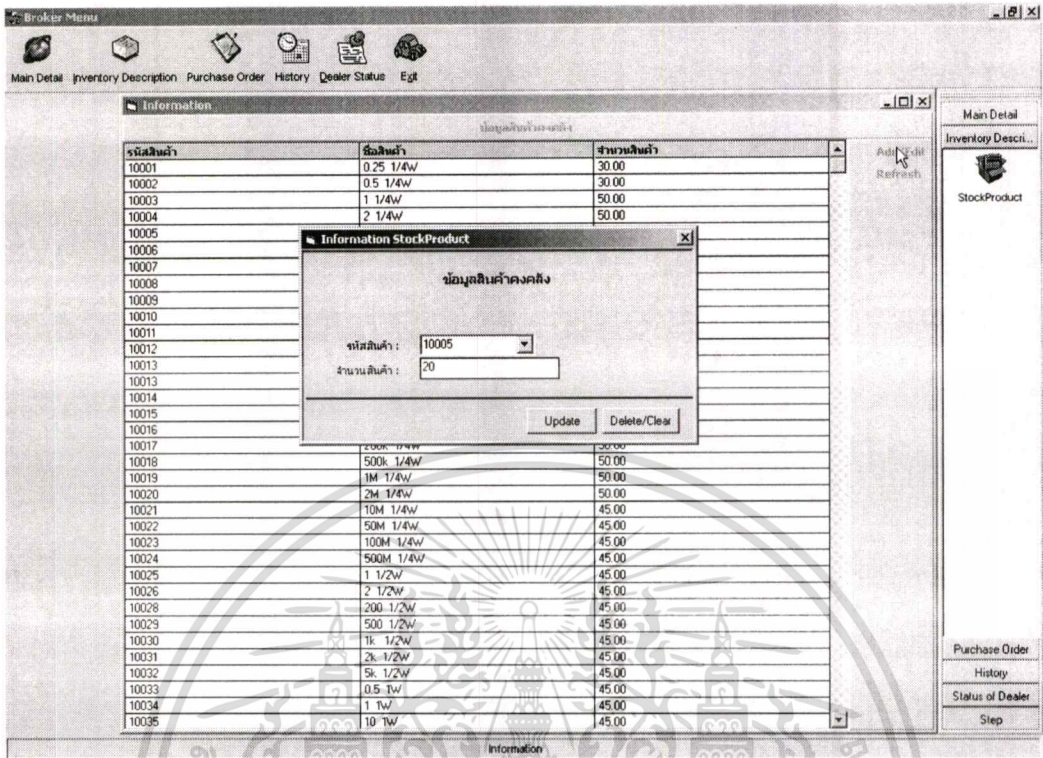 Broker Menu
Main Detail Inventory Description Purchase Order History Dealer Status Exit
Information
ข้อมูลสินค้าคงคลัง
Main Detail
Inventory Descri...
StockProduct
Add/Edit
Refresh
รหัสสินค้า ชื่อสินค้า จำนวนสินค้า
10001 0.25 1/4W 30.00
10002 0.5 1/4W 30.00
10003 1 1/4W 50.00
10004 2 1/4W 50.00
10005
10006
10007
10008
10009
10010
10011
10012
10013
10013
10014
10015
10016
Information StockProduct
ข้อมูลสินค้าคงคลัง
รหัสสินค้า : 10005
จำนวนสินค้า : 20
Update Delete/Clear
10017 200k 1/4W 50.00
10018 500k 1/4W 50.00
10019 1M 1/4W 50.00
10020 2M 1/4W 50.00
10021 10M 1/4W 45.00
10022 50M 1/4W 45.00
10023 100M 1/4W 45.00
10024 500M 1/4W 45.00
10025 1 1/2W 45.00
10026 2 1/2W 45.00
10028 200 1/2W 45.00
10029 500 1/2W 45.00
10030 1k 1/2W 45.00
10031 2k 1/2W 45.00
10032 5k 1/2W 45.00
10033 0.5 1W 45.00
10034 1 1W 45.00
10035 10 1W 45.00
Purchase Order
History
Status of Dealer
Step
Information